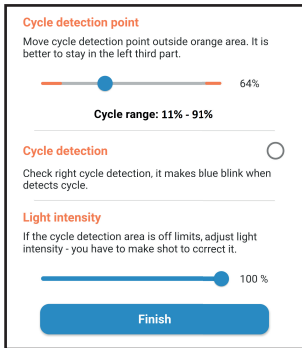 Cycle detection point
Move cycle detection point outside orange area. It is
better to stay in the left third part.
64%
Cycle range: 11% - 91%
Cycle detection
Check right cycle detection, it makes blue blink when
detects cycle.
Light intensity
If the cycle detection area is off limits, adjust light
intensity - you have to make shot to correct it.
100 %
Finish